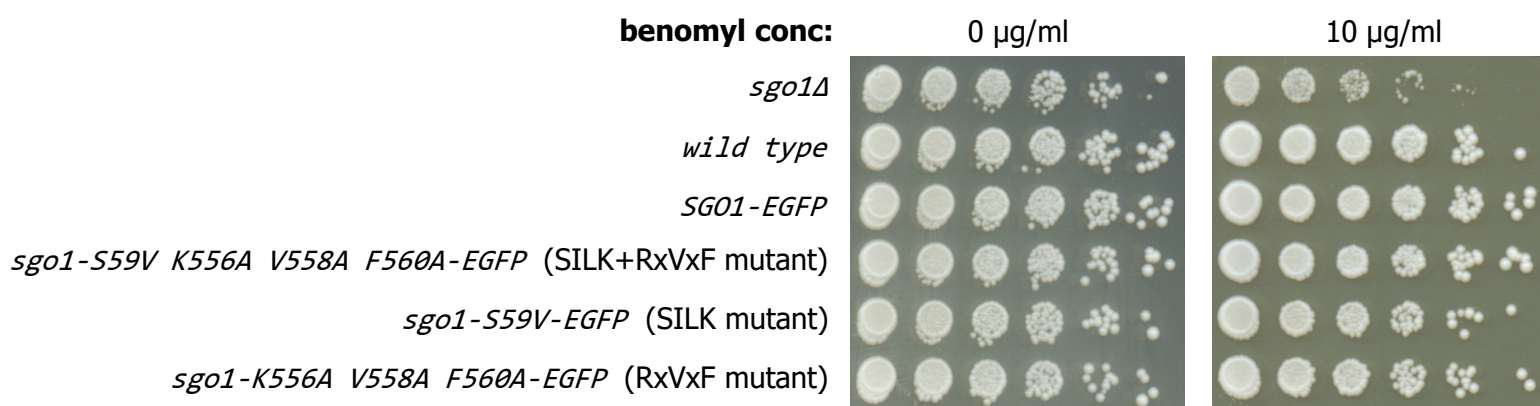 benomyl conc: 0 µg/ml 10 µg/ml
sgo1Δ
wild type
SGO1-EGFP
sgo1-S59V K556A V558A F560A-EGFP (SILK+RxVxF mutant)
sgo1-S59V-EGFP (SILK mutant)
sgo1-K556A V558A F560A-EGFP (RxVxF mutant)